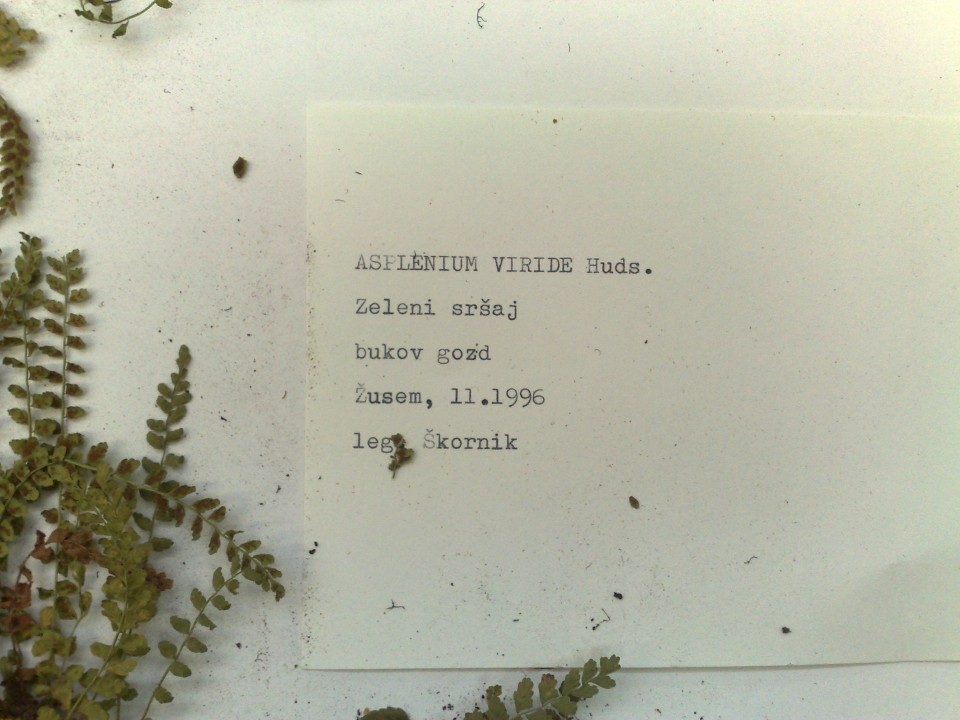 ASPLENIUM VIRIDE Huds.
Zeleni sršaj
bukov gozd
Žusem, 11.1996
leg. Škornik